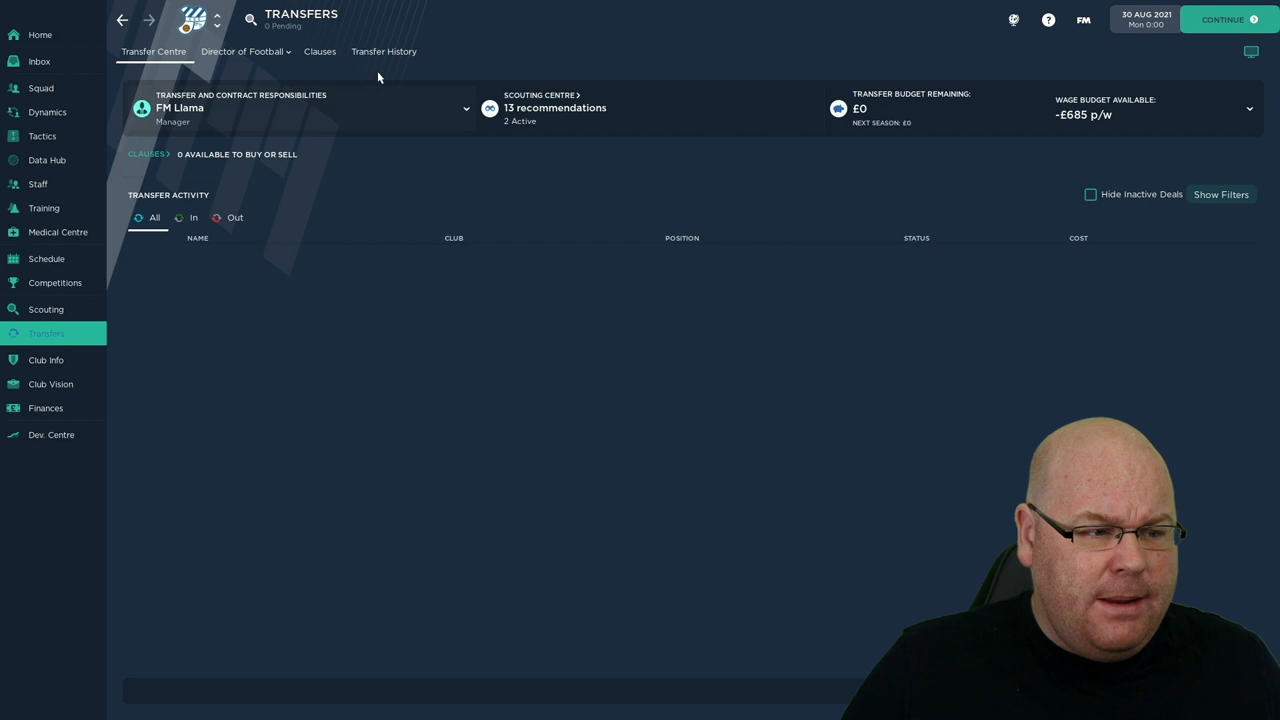 TRANSFERS
0 Pending
FM
30 AUG 2021
Mon 0:00
CONTINUE
Home
Inbox
Squad
Dynamics
Tactics
Data Hub
Staff
Training
Medical Centre
Schedule
Competitions
Scouting
Transfers
Club Info
Club Vision
Finances
Dev. Centre
Transfer Centre
Director of Football
Clauses
Transfer History
TRANSFER AND CONTRACT RESPONSIBILITIES
FM Llama
Manager
SCOUTING CENTRE >
13 recommendations
2 Active
TRANSFER BUDGET REMAINING:
£0
NEXT SEASON: £0
WAGE BUDGET AVAILABLE:
-£685 p/w
CLAUSES > 0 AVAILABLE TO BUY OR SELL
TRANSFER ACTIVITY
Hide Inactive Deals
Show Filters
All
In
Out
NAME CLUB POSITION STATUS COST